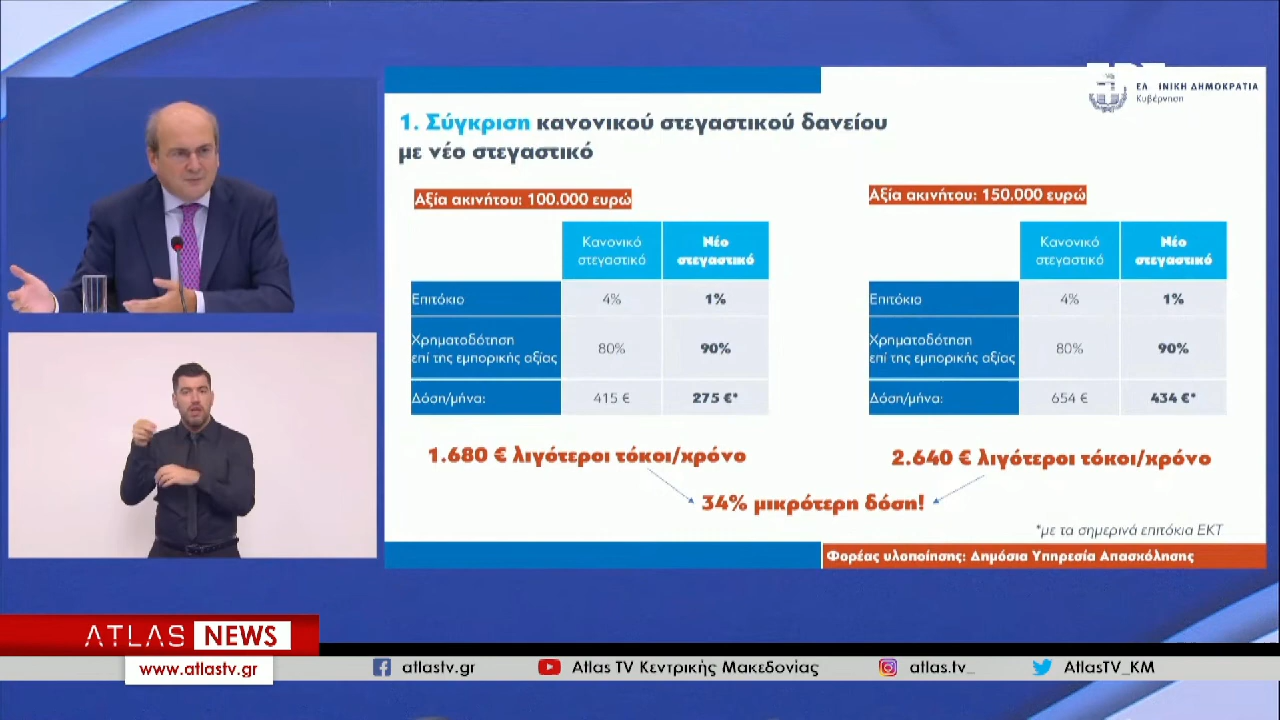 ΕΛ ΙΝΙΚΗ ΔΗΜΟΚΡΑΤΙΑ
Κυβέρνηση
1. Σύγκριση κανονικού στεγαστικού δανείου
με νέο στεγαστικό
Αξία ακινήτου: 100.000 ευρώ
Κανονικό στεγαστικό
Νέο στεγαστικό
Επιτόκιο 4% 1%
Χρηματοδότηση
επί της εμπορικής αξίας 80% 90%
Δόση/μήνα: 415 € 275 €*
1.680 € λιγότεροι τόκοι/χρόνο
Αξία ακινήτου: 150.000 ευρώ
Κανονικό στεγαστικό
Νέο στεγαστικό
Επιτόκιο 4% 1%
Χρηματοδότηση
επί της εμπορικής αξίας 80% 90%
Δόση/μήνα: 654 € 434 €*
2.640 € λιγότεροι τόκοι/χρόνο
34% μικρότερη δόση!
*με τα σημερινά επιτόκια ΕΚΤ
Φορέας υλοποίησης: Δημόσια Υπηρεσία Απασχόλησης
ATLAS NEWS
www.atlastv.gr
atlastv.gr
Atlas TV Κεντρικής Μακεδονίας
atlas.tv_
AtlasTV_KM